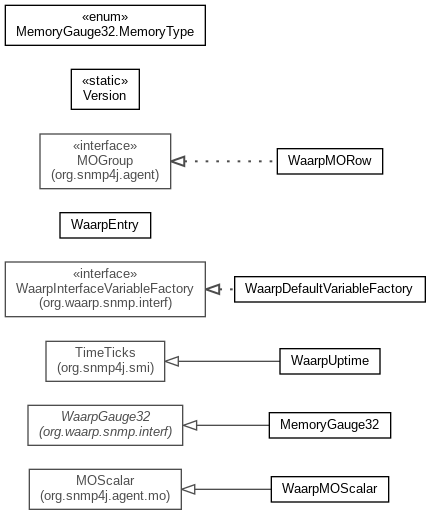 «enum»
MemoryGauge32.MemoryType
«static»
Version
«interface»
MOGroup
(org.snmp4j.agent)
WaarpMORow
WaarpEntry
«interface»
WaarpInterfaceVariableFactory
(org.waarp.snmp.interf)
WaarpDefaultVariableFactory
TimeTicks
(org.snmp4j.smi)
WaarpUptime
WaarpGauge32
(org.waarp.snmp.interf)
MemoryGauge32
MOScalar
(org.snmp4j.agent.mo)
WaarpMOScalar